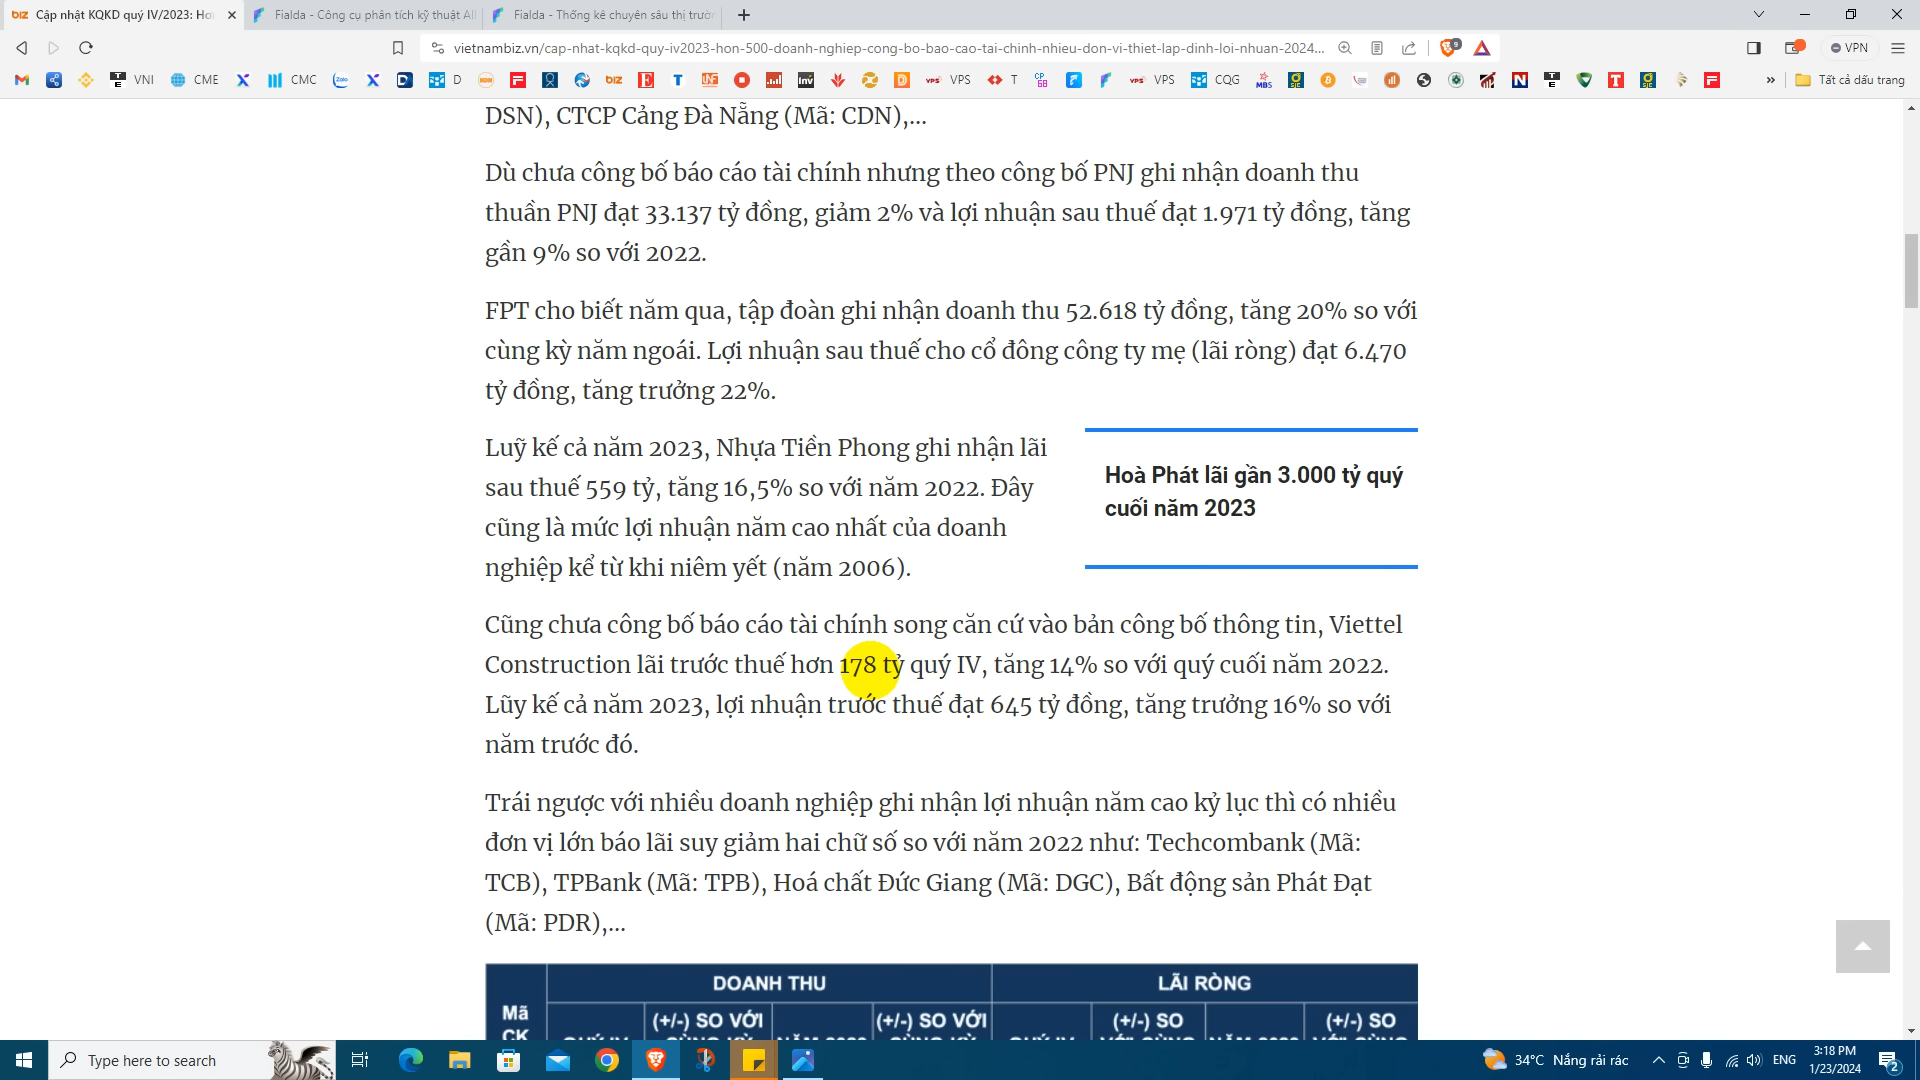 Cập nhật KQKD quý IV/2023: Hơ
Fialda - Công cụ phân tích kỹ thuật All
Fialda - Thống kê chuyên sâu thị trườn
vietnambiz.vn/cap-nhat-kqkd-quy-iv2023-hon-500-doanh-nghiep-cong-bo-bao-cao-tai-chinh-nhieu-don-vi-thiet-lap-dinh-loi-nhuan-2024...
VPN
VNI CME CMC D VPS T VPS CQG Tất cả dấu trang
DSN), CTCP Cảng Đà Nẵng (Mã: CDN),...
Dù chưa công bố báo cáo tài chính nhưng theo công bố PNJ ghi nhận doanh thu
thuần PNJ đạt 33.137 tỷ đồng, giảm 2% và lợi nhuận sau thuế đạt 1.971 tỷ đồng, tăng
gần 9% so với 2022.
FPT cho biết năm qua, tập đoàn ghi nhận doanh thu 52.618 tỷ đồng, tăng 20% so với
cùng kỳ năm ngoái. Lợi nhuận sau thuế cho cổ đông công ty mẹ (lãi ròng) đạt 6.470
tỷ đồng, tăng trưởng 22%.
Luỹ kế cả năm 2023, Nhựa Tiền Phong ghi nhận lãi
sau thuế 559 tỷ, tăng 16,5% so với năm 2022. Đây
cũng là mức lợi nhuận năm cao nhất của doanh
nghiệp kể từ khi niêm yết (năm 2006).
Hoà Phát lãi gần 3.000 tỷ quý
cuối năm 2023
Cũng chưa công bố báo cáo tài chính song căn cứ vào bản công bố thông tin, Viettel
Construction lãi trước thuế hơn 178 tỷ quý IV, tăng 14% so với quý cuối năm 2022.
Lũy kế cả năm 2023, lợi nhuận trước thuế đạt 645 tỷ đồng, tăng trưởng 16% so với
năm trước đó.
Trái ngược với nhiều doanh nghiệp ghi nhận lợi nhuận năm cao kỷ lục thì có nhiều
đơn vị lớn báo lãi suy giảm hai chữ số so với năm 2022 như: Techcombank (Mã:
TCB), TPBank (Mã: TPB), Hoá chất Đức Giang (Mã: DGC), Bất động sản Phát Đạt
(Mã: PDR),...
DOANH THU LÃI RÒNG
Mã (+/-) SO VỚI (+/-) SO VỚI (+/-) SO (+/-) SO
CK
Type here to search
34°C Nắng rải rác
ENG
3:18 PM
1/23/2024
2